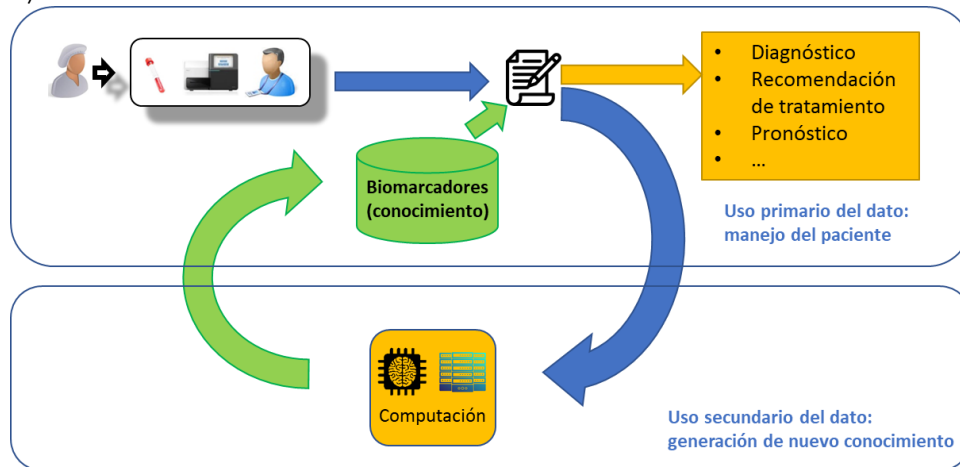 • Diagnóstico
• Recomendación
de tratamiento
• Pronóstico
• ...
Biomarcadores
(conocimiento)
Uso primario del dato:
manejo del paciente
Computación
Uso secundario del dato:
generación de nuevo conocimiento